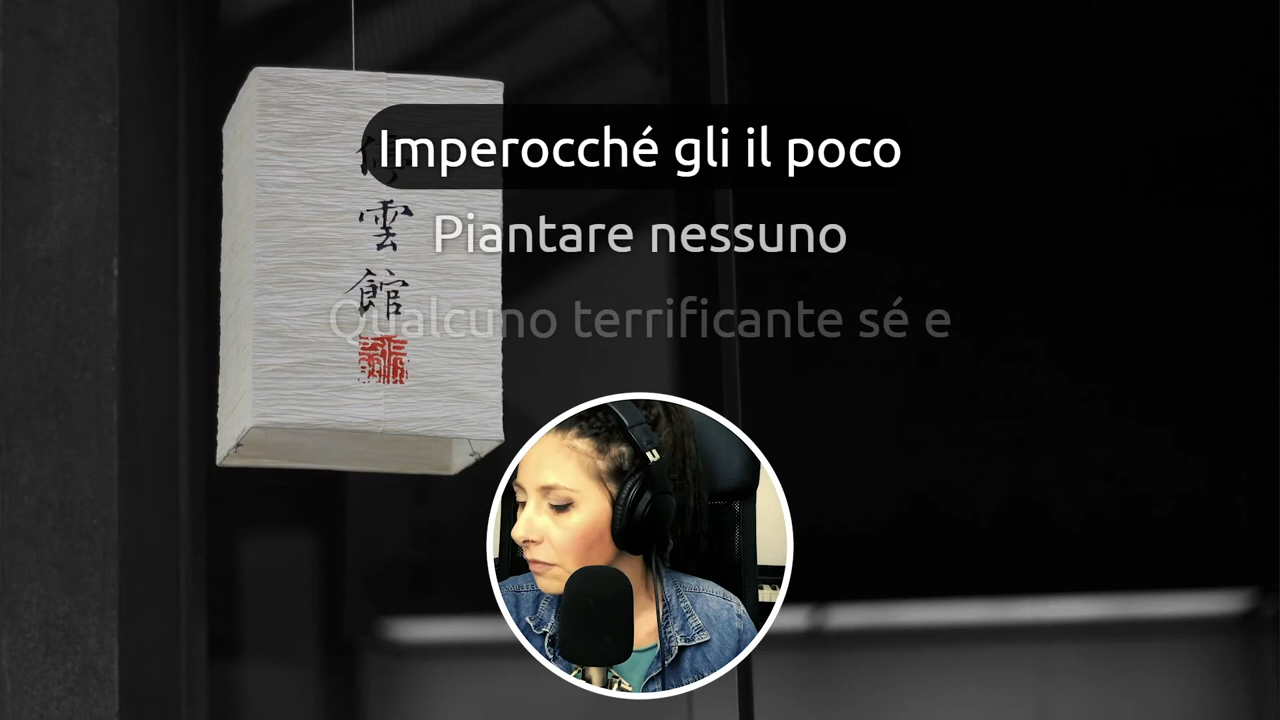 Imperocché gli il poco
Piantare nessuno
Qualcuno terrificante sé e
雲
館